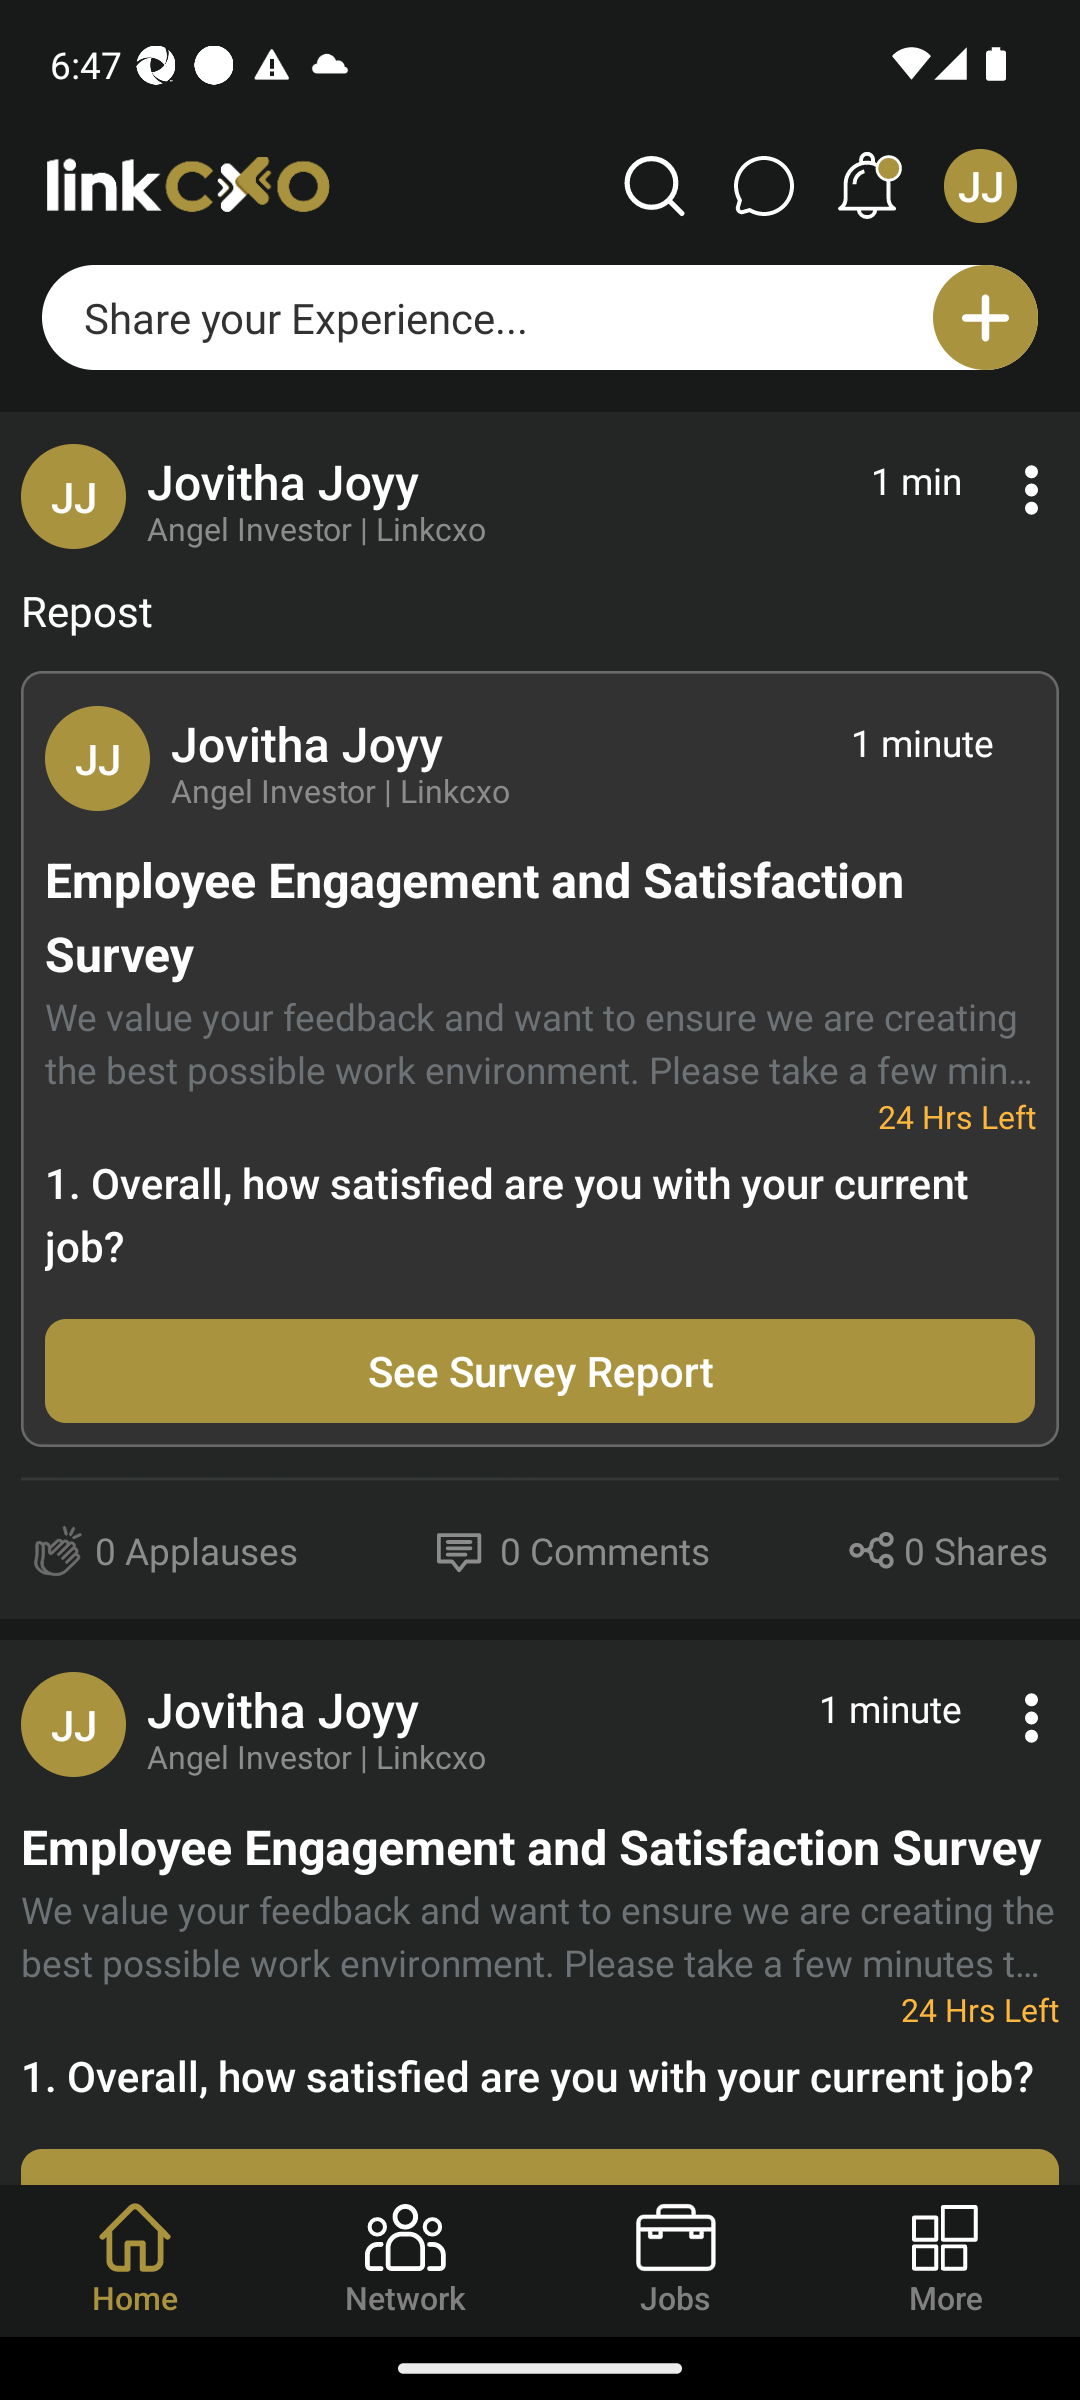 6:47
linkcxo
JJ
Share your Experience...
JJ
Jovitha Joyy
1 min
Angel Investor | Linkcxo
Repost
JJ
Jovitha Joyy
1 minute
Angel Investor | Linkcxo
Employee Engagement and Satisfaction
Survey
We value your feedback and want to ensure we are creating
the best possible work environment. Please take a few min...
24 Hrs Left
1. Overall, how satisfied are you with your current
job?
See Survey Report
0 Applauses
0 Comments
0 Shares
JJ
Jovitha Joyy
1 minute
Angel Investor | Linkcxo
Employee Engagement and Satisfaction Survey
We value your feedback and want to ensure we are creating the
best possible work environment. Please take a few minutes t...
24 Hrs Left
1. Overall, how satisfied are you with your current job?
Home
Network
Jobs
More